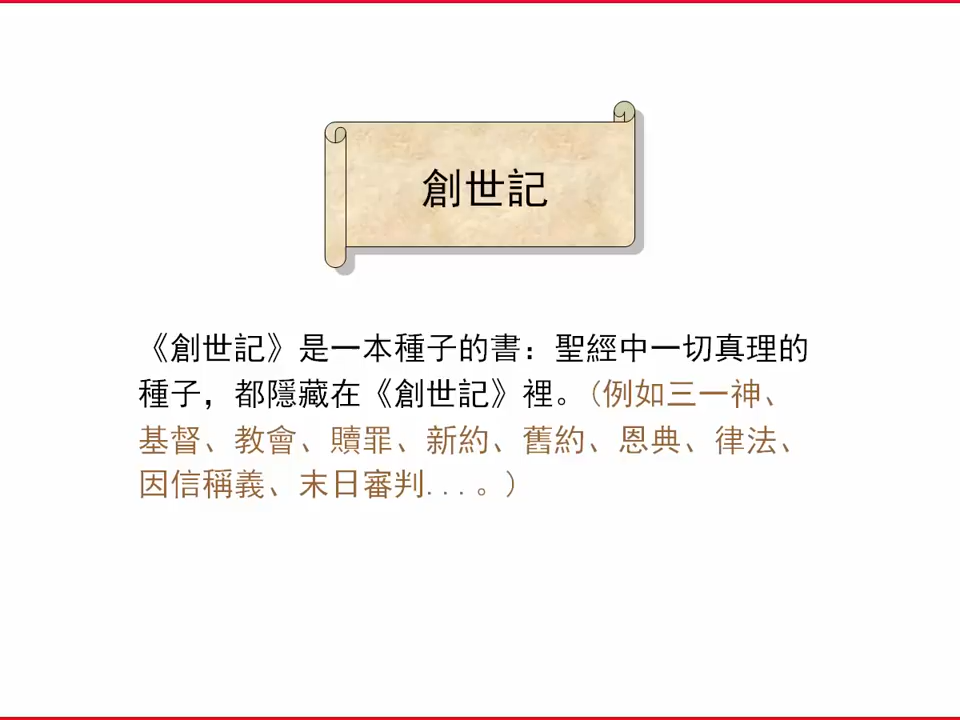 創世記
《創世記》是一本種子的書：聖經中一切真理的
種子，都隱藏在《創世記》裡。(例如三一神、
基督、教會、贖罪、新約、舊約、恩典、律法、
因信稱義、末日審判...。)